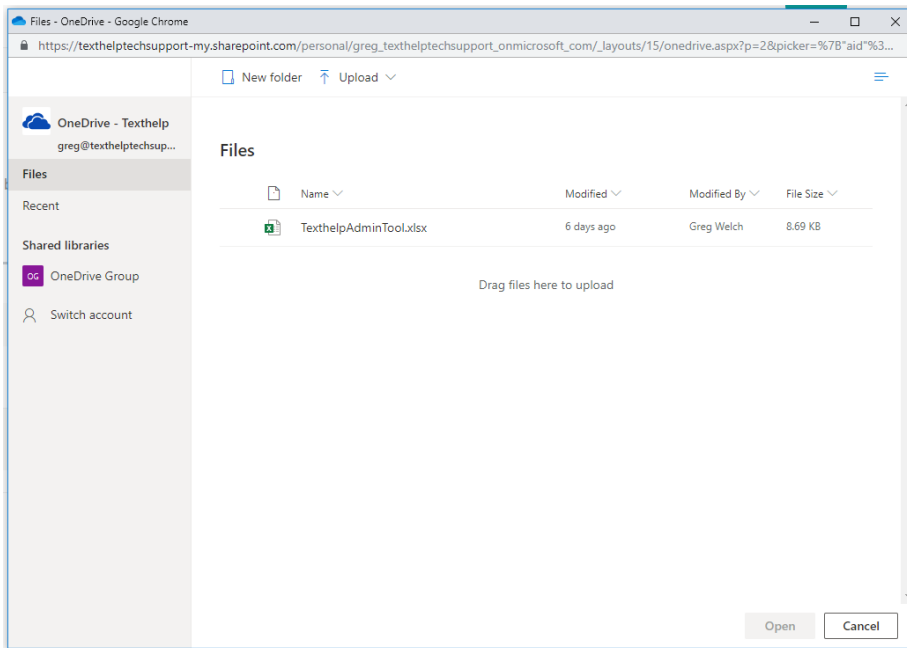 Files - OneDrive - Google Chrome
https://texthelptechsupport-my.sharepoint.com/personal/greg_texthelptechsupport_onmicrosoft_com/_layouts/15/onedrive.aspx?p=2&picker=%7B"aid"%3...
New folder Upload
OneDrive - Texthelp
greg@texthelptechsup...
Files
Recent
Shared libraries
OG OneDrive Group
Switch account
Files
Name Modified Modified By File Size
TexthelpAdminTool.xlsx 6 days ago Greg Welch 8.69 KB
Drag files here to upload
Open Cancel